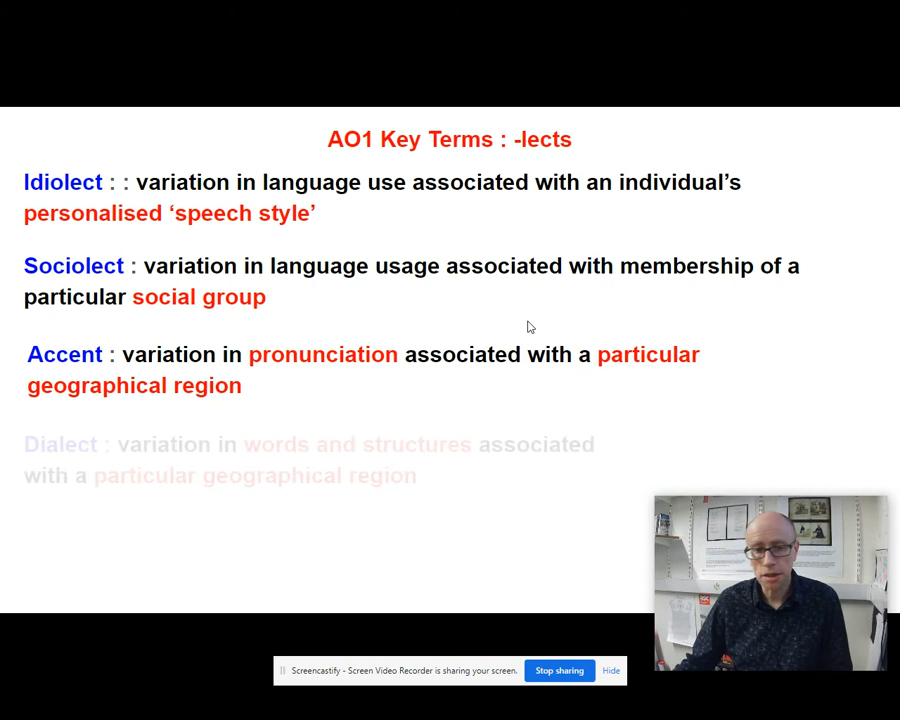 AO1 Key Terms : -lects
Idiolect : : variation in language use associated with an individual’s
personalised ‘speech style’
Sociolect : variation in language usage associated with membership of a
particular social group
Accent : variation in pronunciation associated with a particular
geographical region
Dialect : variation in words and structures associated
with a particular geographical region
Screencastify - Screen Video Recorder is sharing your screen. Stop sharing Hide